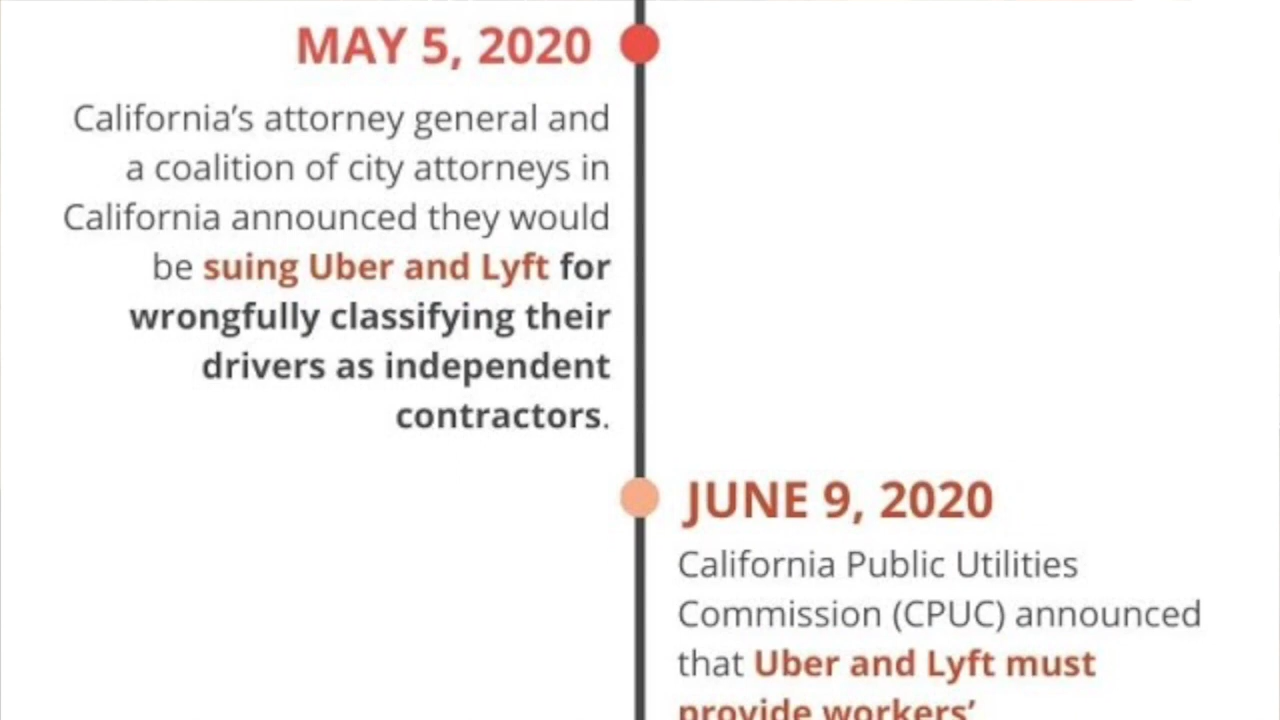 MAY 5, 2020
California’s attorney general and
a coalition of city attorneys in
California announced they would
be suing Uber and Lyft for
wrongfully classifying their
drivers as independent
contractors.
JUNE 9, 2020
California Public Utilities
Commission (CPUC) announced
that Uber and Lyft must
provide workers’